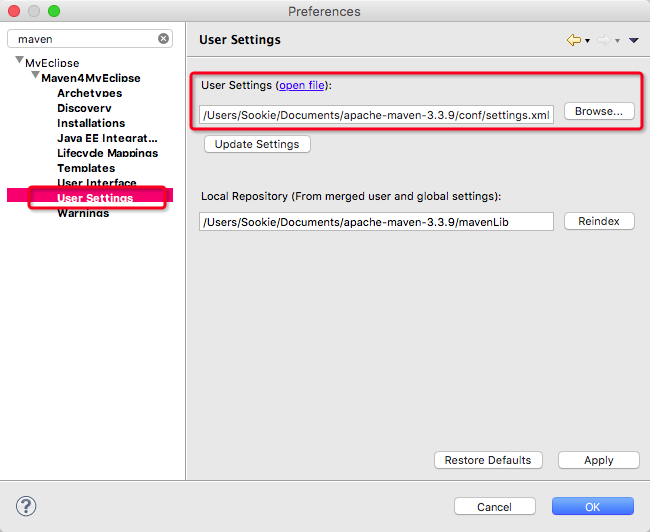 Preferences
maven
User Settings
MyEclipse
Maven4MyEclipse
Archetypes
Discovery
Installations
Java EE Integrat...
Lifecycle Mappings
Templates
User Interface
User Settings
Warnings
User Settings (open file):
/Users/Sookie/Documents/apache-maven-3.3.9/conf/settings.xml
Browse...
Update Settings
Local Repository (From merged user and global settings):
/Users/Sookie/Documents/apache-maven-3.3.9/mavenLib
Reindex
Restore Defaults
Apply
?
Cancel
OK